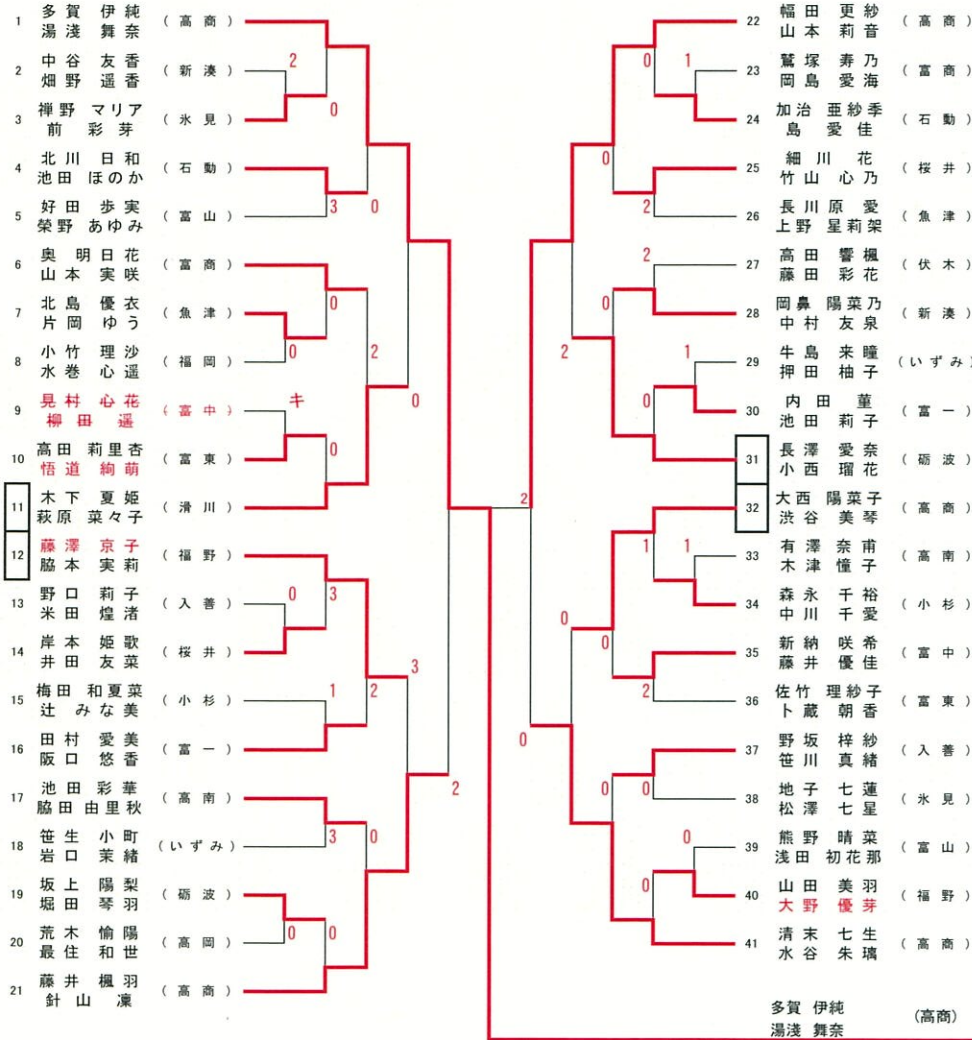 1 多賀 伊純 (高商)
湯淺 舞奈
2 中谷 友香 (新湊)
畑野 遥香
3 禅野 マリア (氷見)
前 彩芽
4 北川 日和 (石動)
池田 ほのか
5 好田 歩実 (富山)
榮野 あゆみ
6 奥 明日花 (富商)
山本 実咲
7 北島 優衣 (魚津)
片岡 ゆう
8 小竹 理沙 (福岡)
水巻 心遥
9 見村 心花 (富中)
柳田 遥
10 高田 莉里杏 (富東)
悟道 絢萌
11 木下 夏姫 (滑川)
萩原 菜々子
12 藤澤 京子 (福野)
脇本 実莉
13 野口 莉子 (入善)
米田 煌渚
14 岸本 姫歌 (桜井)
井田 友菜
15 梅田 和夏菜 (小杉)
辻 みな美
16 田村 愛美 (富一)
阪口 悠香
17 池田 彩華 (高南)
脇田 由里秋
18 笹生 小町 (いずみ)
岩口 茉緒
19 坂上 陽梨 (砺波)
堀田 琴羽
20 荒木 愉陽 (高岡)
最住 和世
21 藤井 楓羽 (高商)
針山 凜
2
0
3
0
0
0
2
キ
0
0
0
3
1
2
3
3
0
0
0
2
22 幅田 更紗 (高商)
山本 莉音
23 鷲塚 寿乃 (富商)
岡島 愛海
24 加治 亜紗季 (石動)
島 愛佳
25 細川 花 (桜井)
竹山 心乃
26 長川原 愛 (魚津)
上野 星莉架
27 高田 響楓 (伏木)
藤田 彩花
28 岡鼻 陽菜乃 (新湊)
中村 友泉
29 牛島 来瞳 (いずみ)
押田 柚子
30 内田 菫 (富一)
池田 莉子
31 長澤 愛奈 (砺波)
小西 瑠花
32 大西 陽菜子 (高商)
渋谷 美琴
33 有澤 奈甫 (高南)
木津 憧子
34 森永 千裕 (小杉)
中川 千愛
35 新納 咲希 (富中)
藤井 優佳
36 佐竹 理紗子 (富東)
卜蔵 朝香
37 野坂 梓紗 (入善)
笹川 真緒
38 地子 七蓮 (氷見)
松澤 七星
39 熊野 晴菜 (富山)
浅田 初花那
40 山田 美羽 (福野)
大野 優芽
41 清末 七生 (高商)
水谷 朱璃
0
1
0
2
2
0
2
1
0
2
1
1
0
0
2
0
0
0
0
0
多賀 伊純 (高商)
湯淺 舞奈